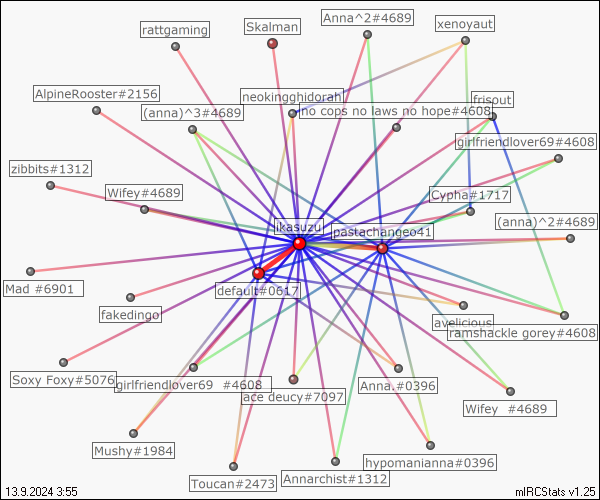 Anna^2#4689
rattgaming
Skalman
xenoyaut
AlpineRooster#2156
neokingghidorah
frisput
(anna)^3#4689
no cops no laws no hope#4608
girlfriendlover69#4608
zibbits#1312
Wifey#4689
Cypha#1717
(anna)^2#4689
ikasuzu
pastachangeo41
Mad #6901
default#0617
fakedingo
avelicious
ramshackle gorey#4608
Soxy Foxy#5076
girlfriendlover69 #4608
ace deucy#7097
Anna.#0396
Wifey #4689
Mushy#1984
hypomanianna#0396
Toucan#2473
Annarchist#1312
13.9.2024 3:55
mIRCStats v1.25